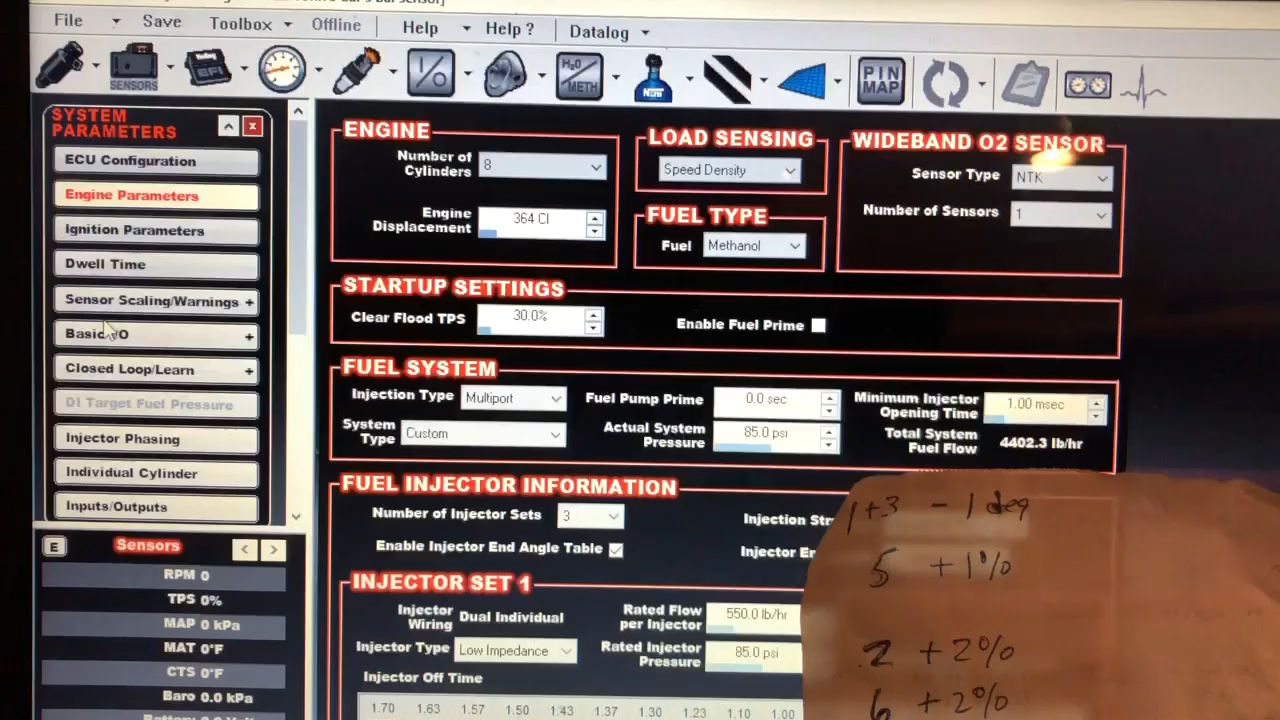 File Save Toolbox Offline Help Help ? Datalog
SENSORS EFI I/O H2O/METH PIN MAP
SYSTEM PARAMETERS
ECU Configuration
Engine Parameters
Ignition Parameters
Dwell Time
Sensor Scaling/Warnings +
Basic I/O +
Closed Loop/Learn +
DI Target Fuel Pressure
Injector Phasing
Individual Cylinder
Inputs/Outputs
E Sensors < >
RPM 0
TPS 0%
MAP 0 kPa
MAT 0°F
CTS 0°F
Baro 0.0 kPa
ENGINE
Number of Cylinders 8
Engine Displacement 364 CI
LOAD SENSING
Speed Density
FUEL TYPE
Fuel Methanol
WIDEBAND O2 SENSOR
Sensor Type NTK
Number of Sensors 1
STARTUP SETTINGS
Clear Flood TPS 30.0% Enable Fuel Prime
FUEL SYSTEM
Injection Type Multiport
System Type Custom
Fuel Pump Prime 0.0 sec
Actual System Pressure 85.0 psi
Minimum Injector Opening Time 1.00 msec
Total System Fuel Flow 4402.3 lb/hr
FUEL INJECTOR INFORMATION
Number of Injector Sets 3
Enable Injector End Angle Table
INJECTOR SET 1
Injector Wiring Dual Individual
Injector Type Low Impedance
Rated Flow per Injector 550.0 lb/hr
Rated Injector Pressure 85.0 psi
Injector Off Time
1.70 1.63 1.57 1.50 1.43 1.37 1.30 1.23 1.10 1.00
1+3 - 1 deg
5 +1%
2 +2%
6 +2%